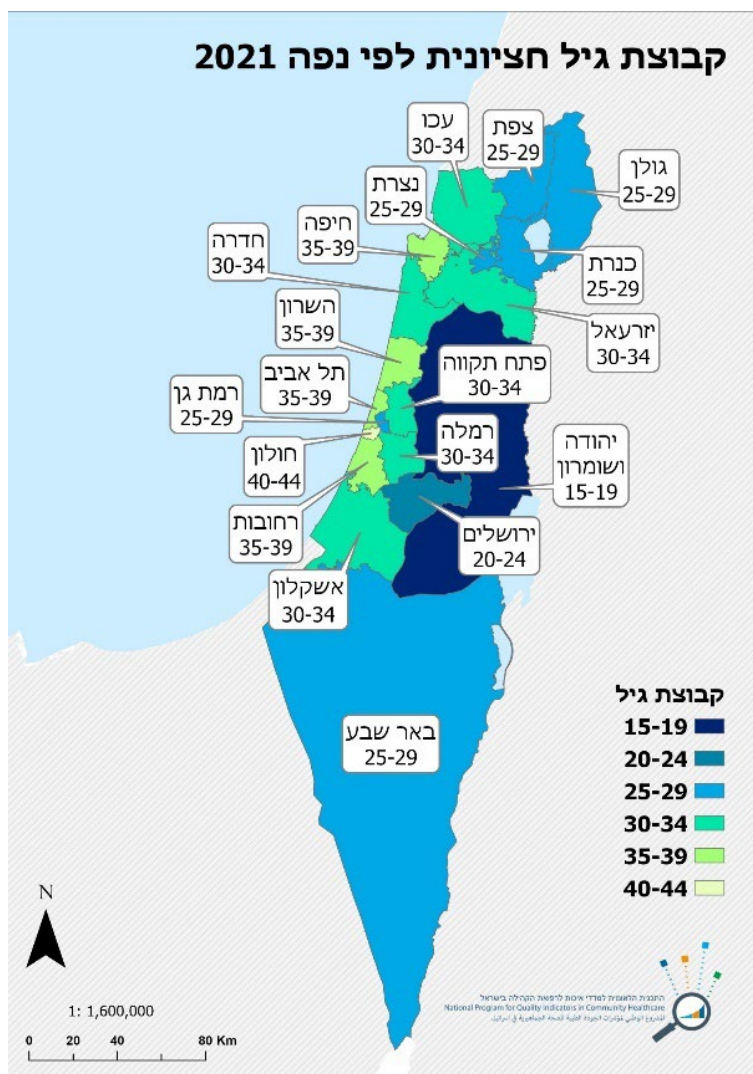 קבוצת גיל חציונית לפי נפה 2021
עכו
30-34
צפת
25-29
גולן
25-29
נצרת
25-29
חיפה
35-39
חדרה
30-34
כנרת
25-29
יזרעאל
30-34
השרון
35-39
פתח תקווה
30-34
תל אביב
35-39
רמת גן
25-29
רמלה
30-34
יהודה
ושומרון
15-19
חולון
40-44
רחובות
35-39
ירושלים
20-24
אשקלון
30-34
באר שבע
25-29
קבוצת גיל
15-19
20-24
25-29
30-34
35-39
40-44
N
1: 1,600,000
0 20 40 80 Km
התכנית הלאומית למדדי איכות לרפואת הקהילה בישראל
National Program for Quality Indicators in Community Healthcare